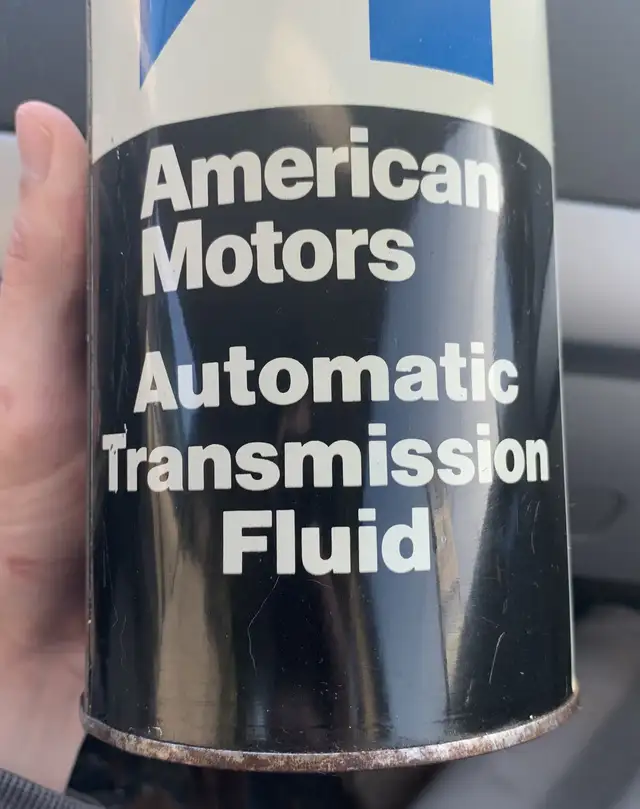 American
Motors
Automatic
Transmission
Fluid